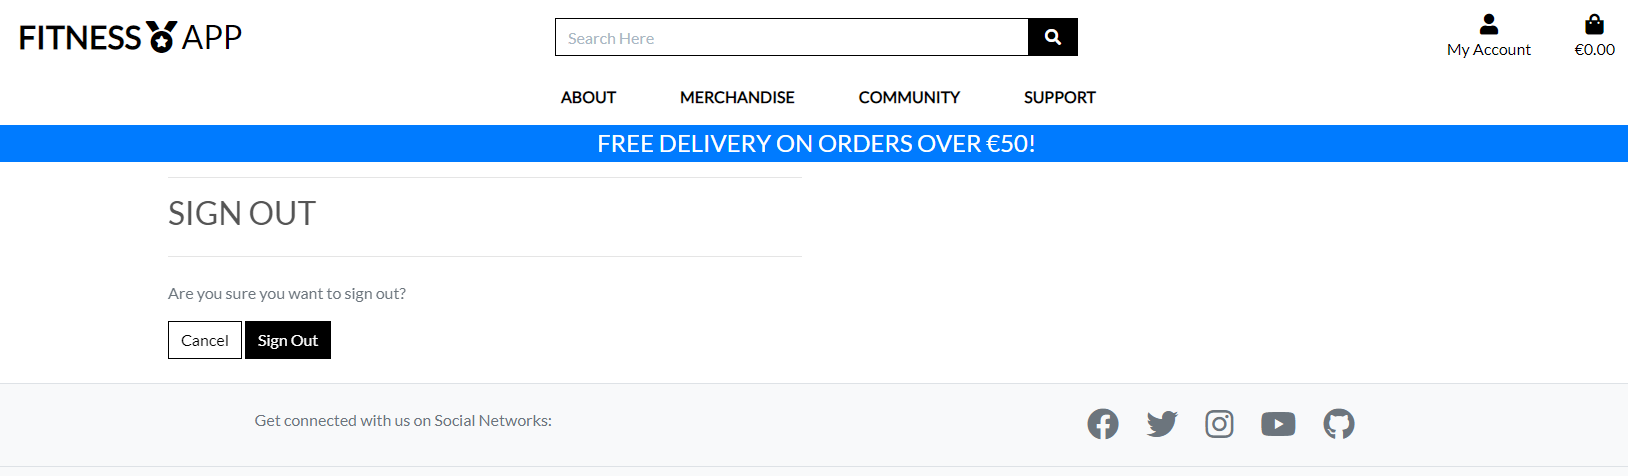 FITNESS APP
Search Here
My Account
€0.00
ABOUT
MERCHANDISE
COMMUNITY
SUPPORT
FREE DELIVERY ON ORDERS OVER €50!
SIGN OUT
Are you sure you want to sign out?
Cancel
Sign Out
Get connected with us on Social Networks: